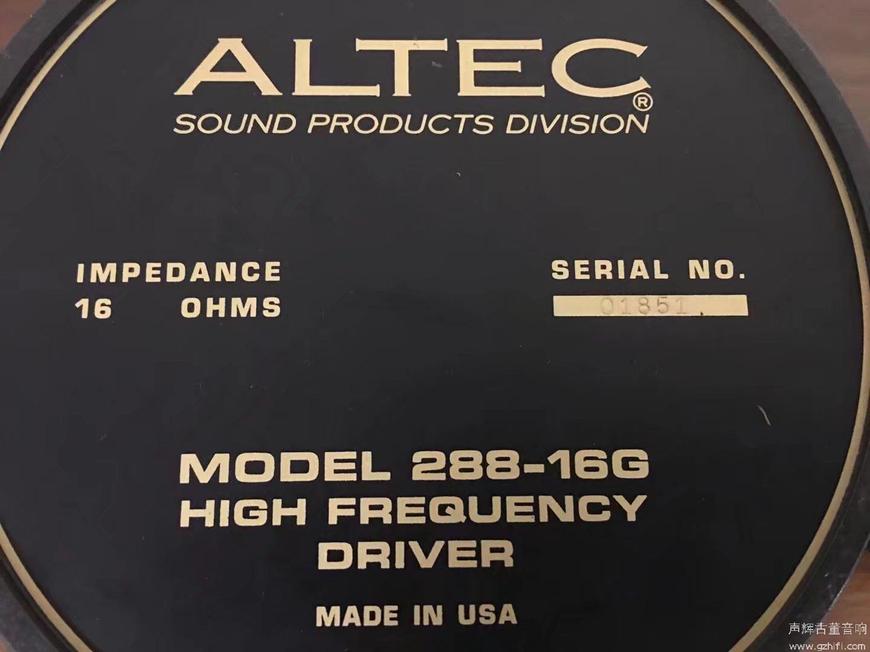 ALTEC®
SOUND PRODUCTS DIVISION
IMPEDANCE
16 OHMS
SERIAL NO.
01851
MODEL 288-16G
HIGH FREQUENCY
DRIVER
MADE IN USA
声辉古董音响
www.gzhifi.com